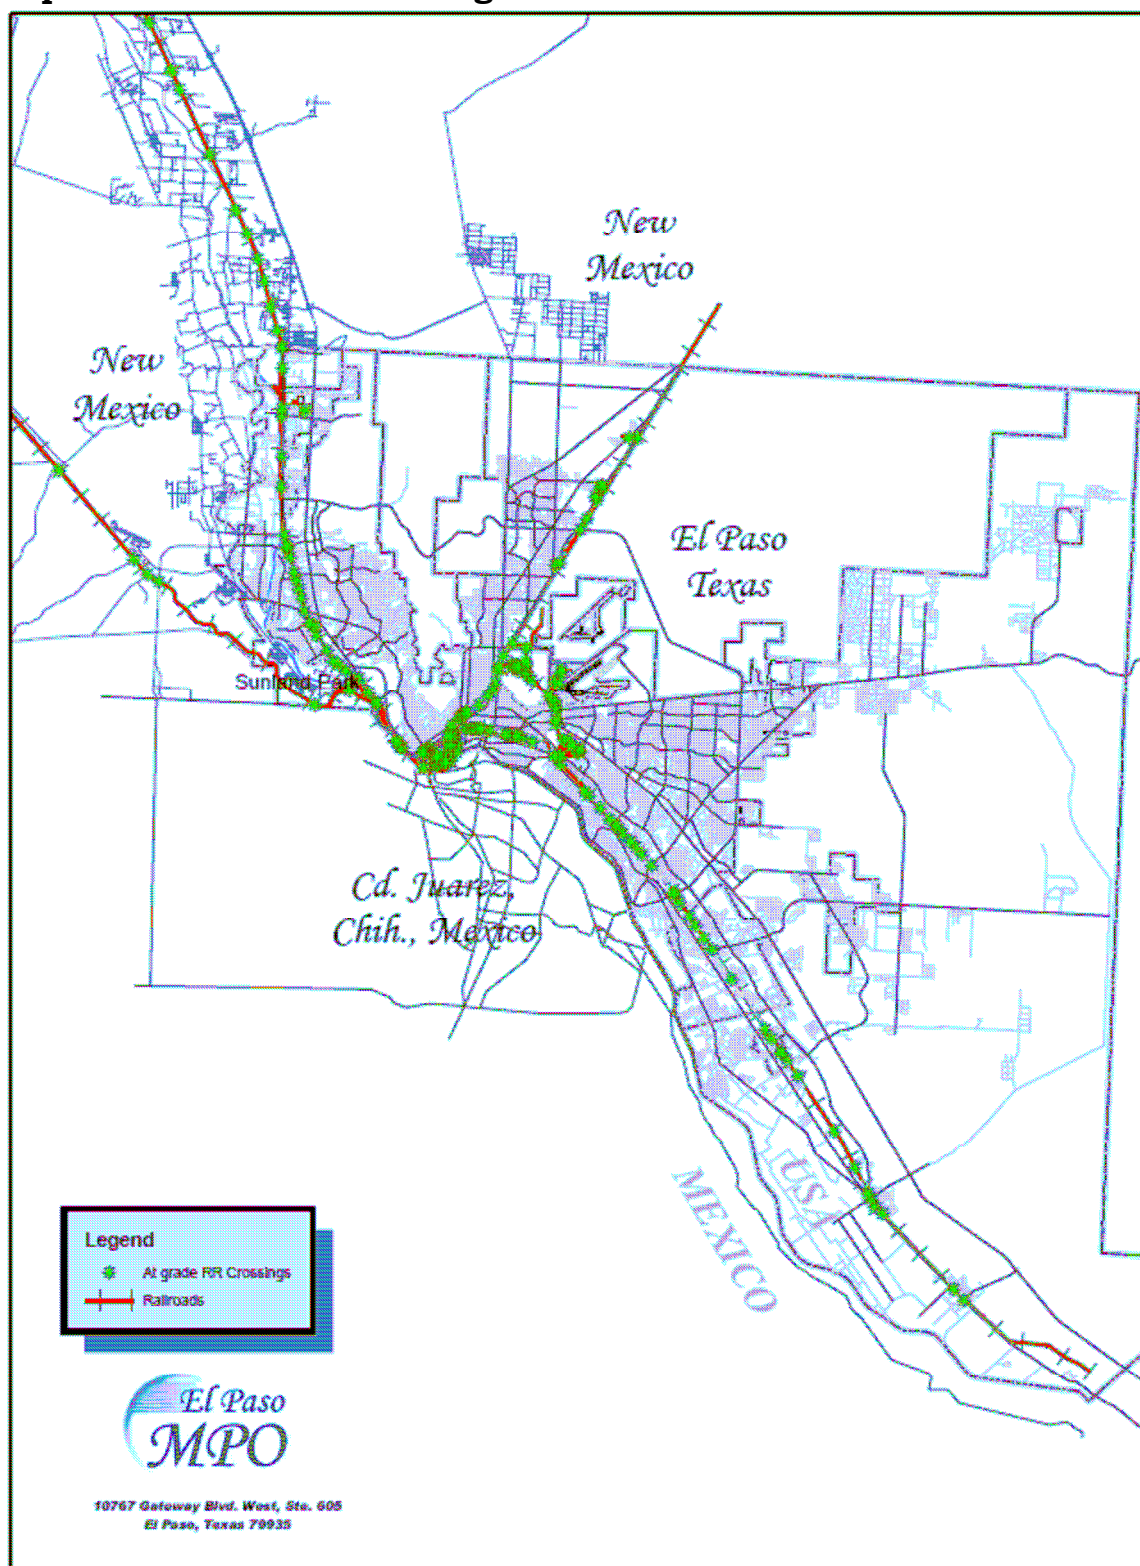 New
Mexico
New
Mexico
El Paso
Texas
Sunland Park
Cd. Juarez,
Chih., Mexico
USA
MEXICO
Legend
At grade RR Crossings
Railroads
El Paso
MPO
10767 Gateway Blvd. West, Ste. 605
El Paso, Texas 79935